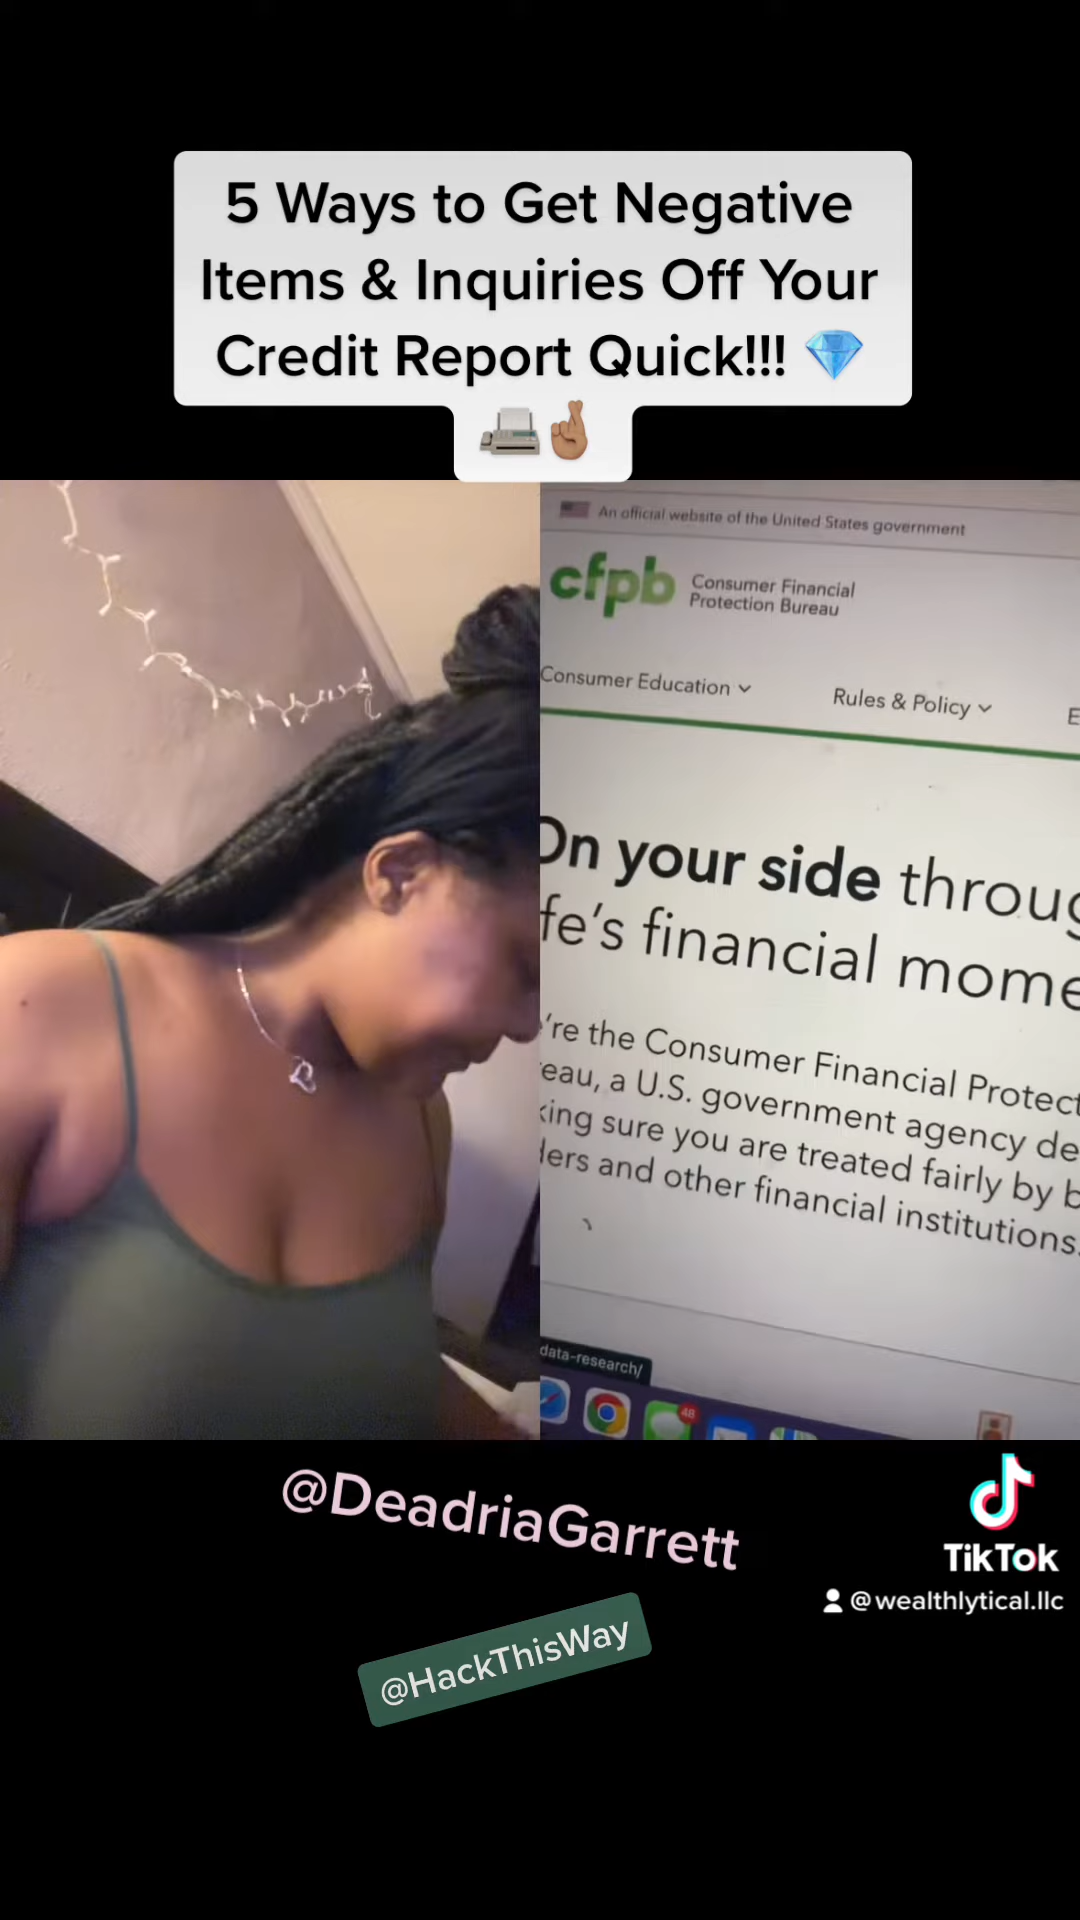 5 Ways to Get Negative
Items & Inquiries Off Your
Credit Report Quick!!!
An official website of the United States government
cfpb
Consumer Financial
Protection Bureau
Consumer Education
Rules & Policy
E
On your side throug
fe's financial mome
're the Consumer Financial Protect
eau, a U.S. government agency de
king sure you are treated fairly by b
ders and other financial institutions.
data-research/
48
@DeadriaGarrett
TikTok
@wealthlytical.llc
@HackThisWay